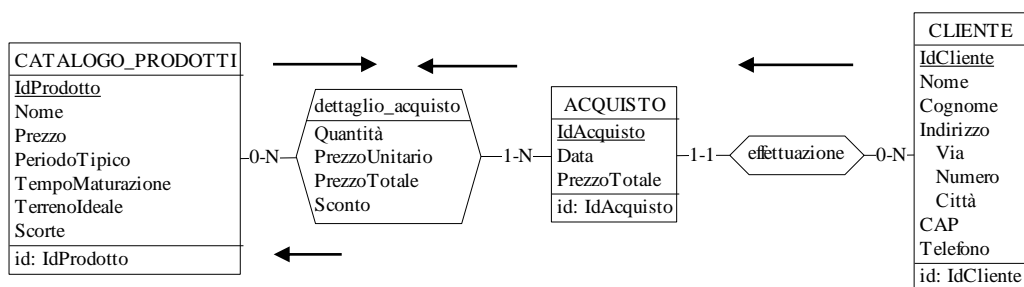 CATALOGO_PRODOTTI
IdProdotto
Nome
Prezzo
PeriodoTipico
TempoMaturazione
TerrenoIdeale
Scorte
id: IdProdotto
0-N
dettaglio_acquisto
Quantità
PrezzoUnitario
PrezzoTotale
Sconto
1-N
ACQUISTO
IdAcquisto
Data
PrezzoTotale
id: IdAcquisto
1-1
effettuazione
0-N
CLIENTE
IdCliente
Nome
Cognome
Indirizzo
Via
Numero
Città
CAP
Telefono
id: IdCliente